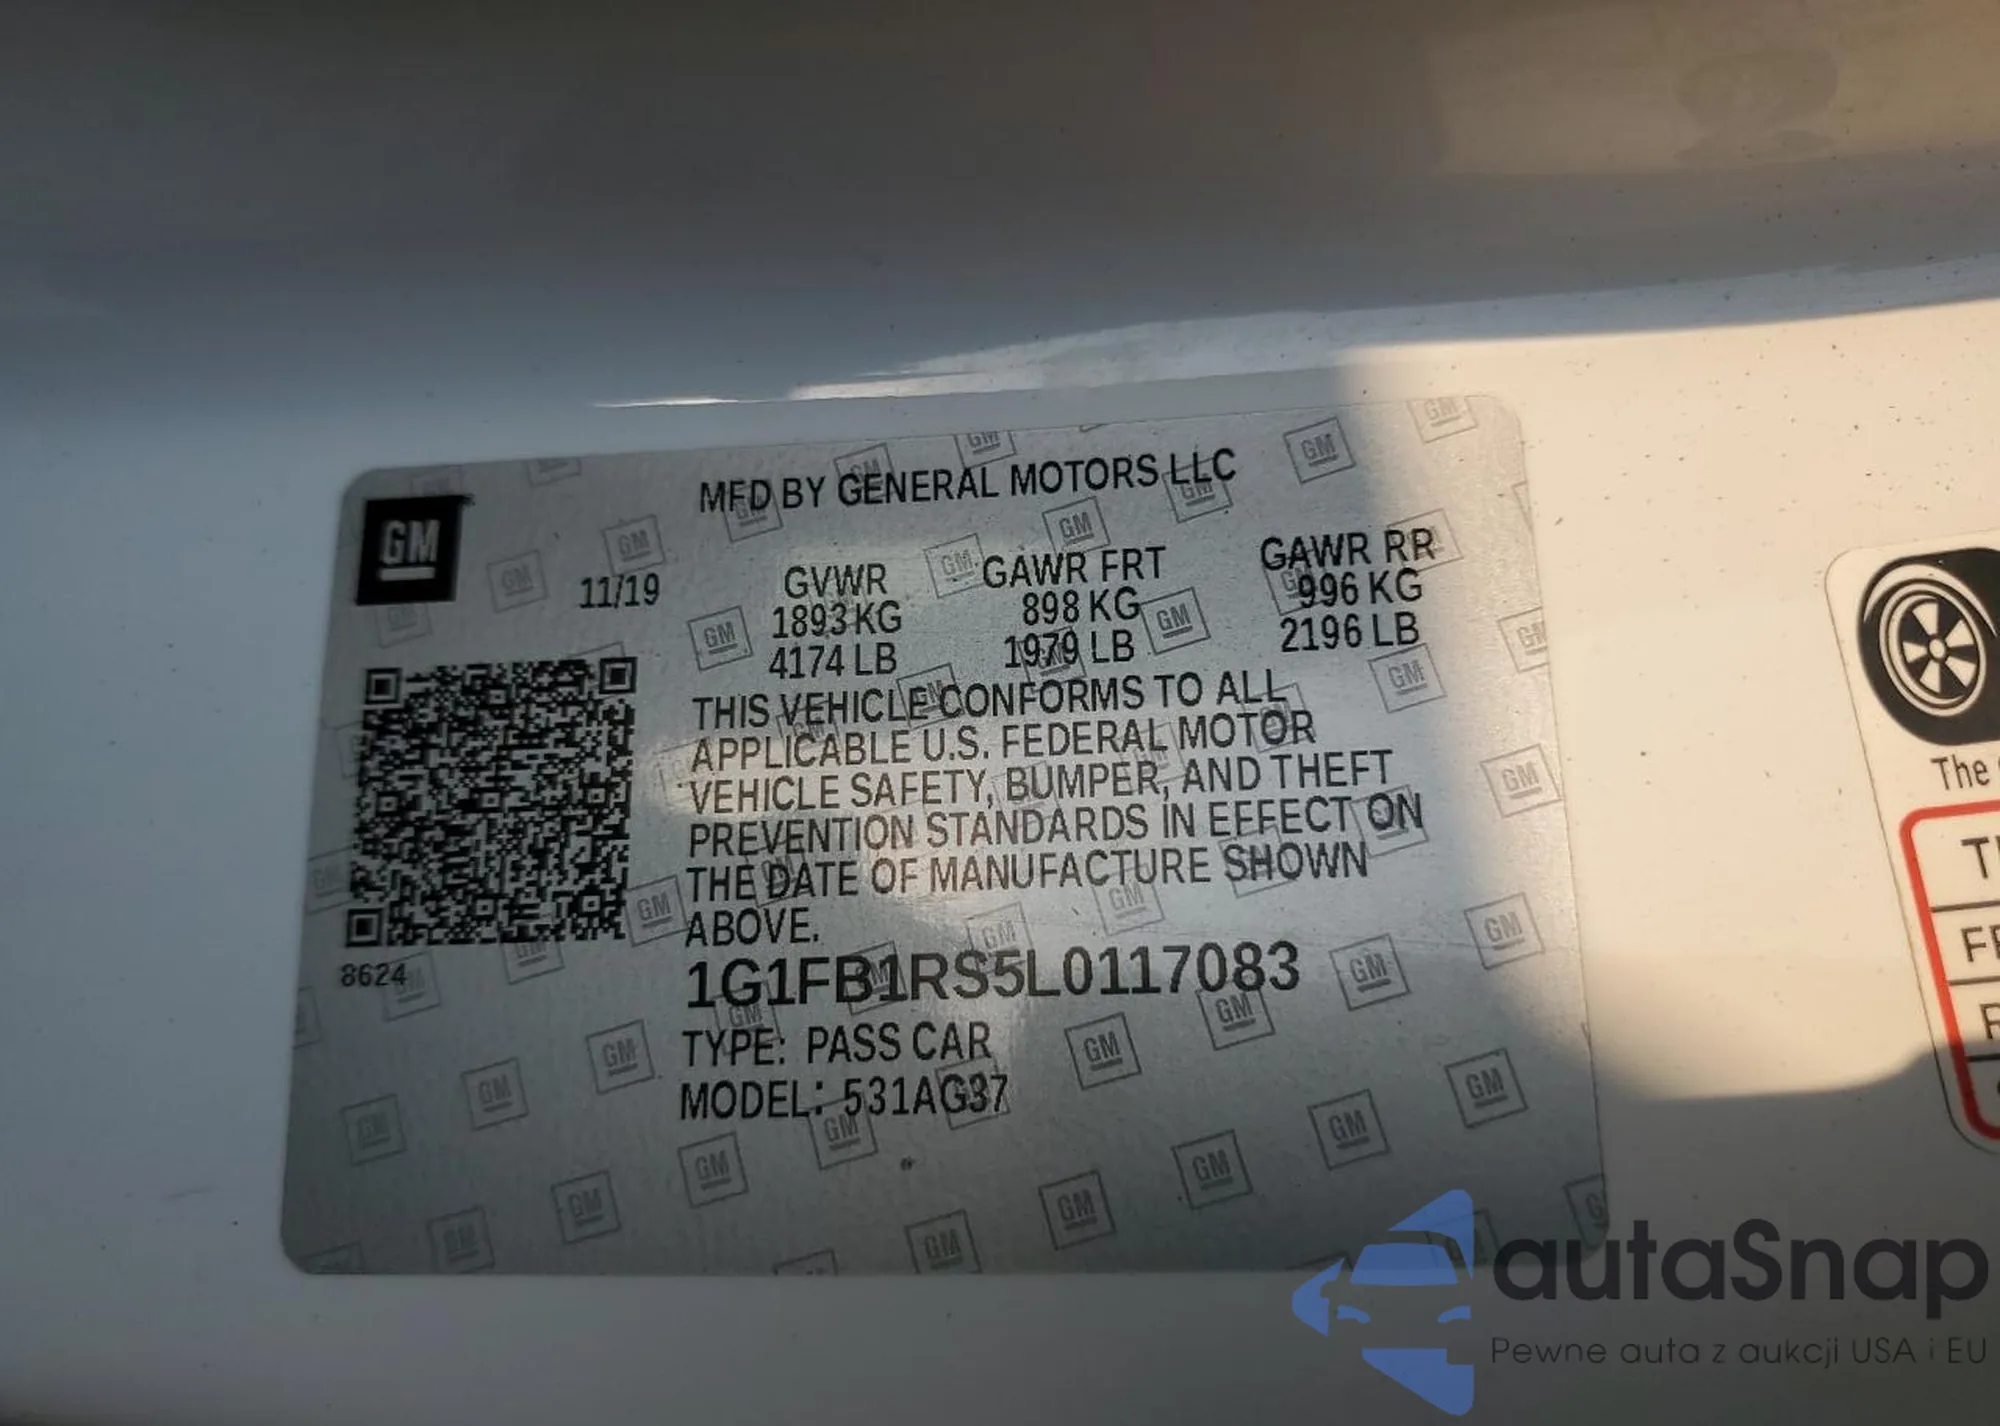 GM
MFD BY GENERAL MOTORS LLC
11/19
GVWR
1893 KG
4174 LB
GAWR FRT
898 KG
1979 LB
GAWR RR
996 KG
2196 LB
THIS VEHICLE CONFORMS TO ALL
APPLICABLE U.S. FEDERAL MOTOR
VEHICLE SAFETY, BUMPER, AND THEFT
PREVENTION STANDARDS IN EFFECT ON
THE DATE OF MANUFACTURE SHOWN
ABOVE.
8624
1G1FB1RS5L0117083
TYPE: PASS CAR
MODEL: 531AG37
The
autaSnap
Pewne auta z aukcji USA i EU